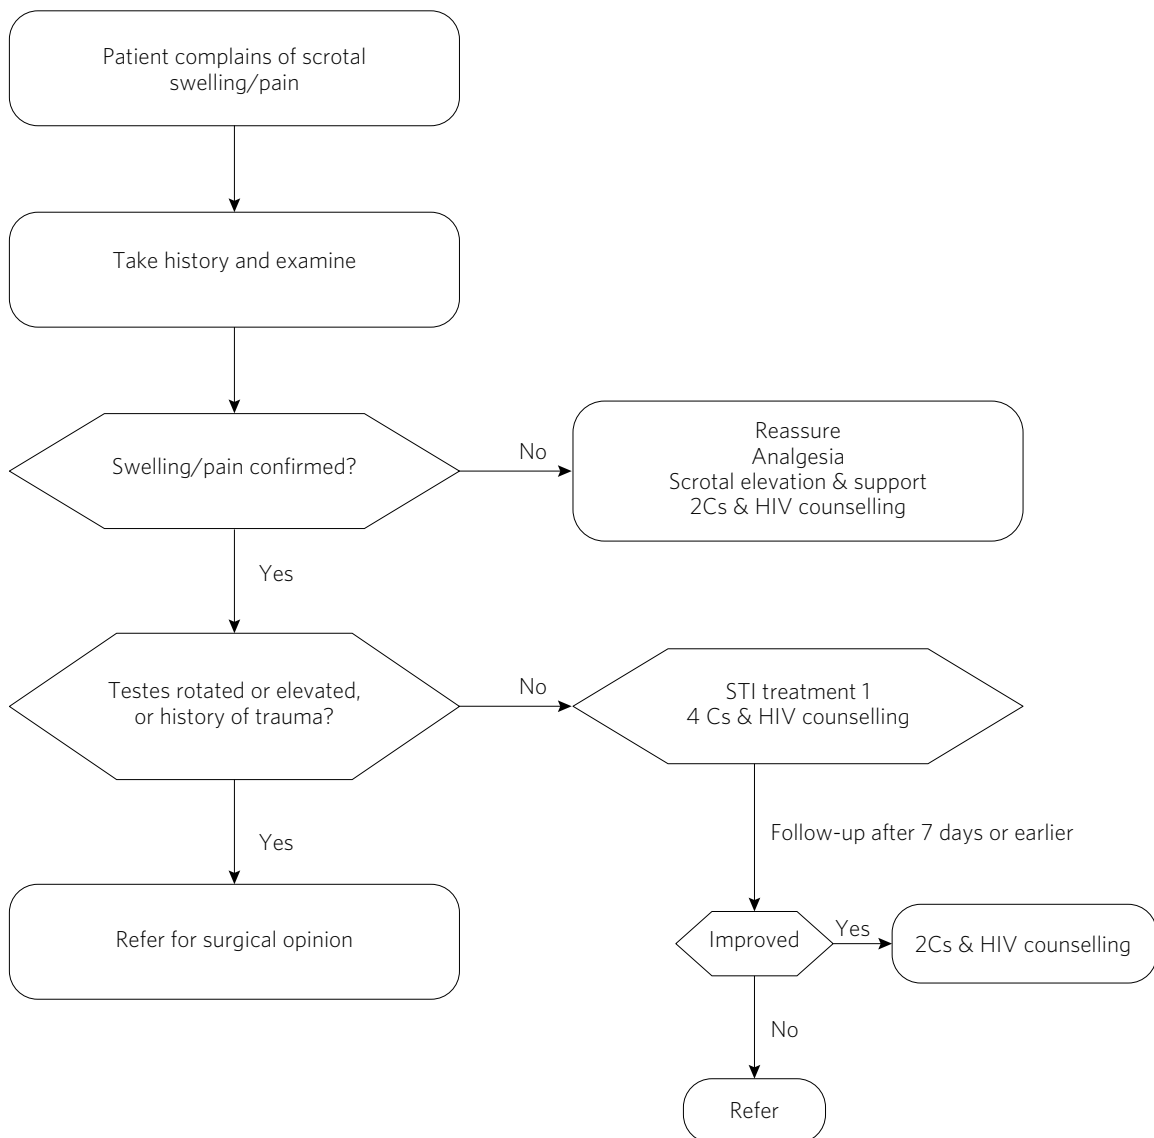 Patient complains of scrotal
swelling/pain
Take history and examine
Swelling/pain confirmed?
No
Reassure
Analgesia
Scrotal elevation & support
2Cs & HIV counselling
Yes
Testes rotated or elevated,
or history of trauma?
No
STI treatment 1
4 Cs & HIV counselling
Yes
Follow-up after 7 days or earlier
Refer for surgical opinion
Improved
Yes
2Cs & HIV counselling
No
Refer